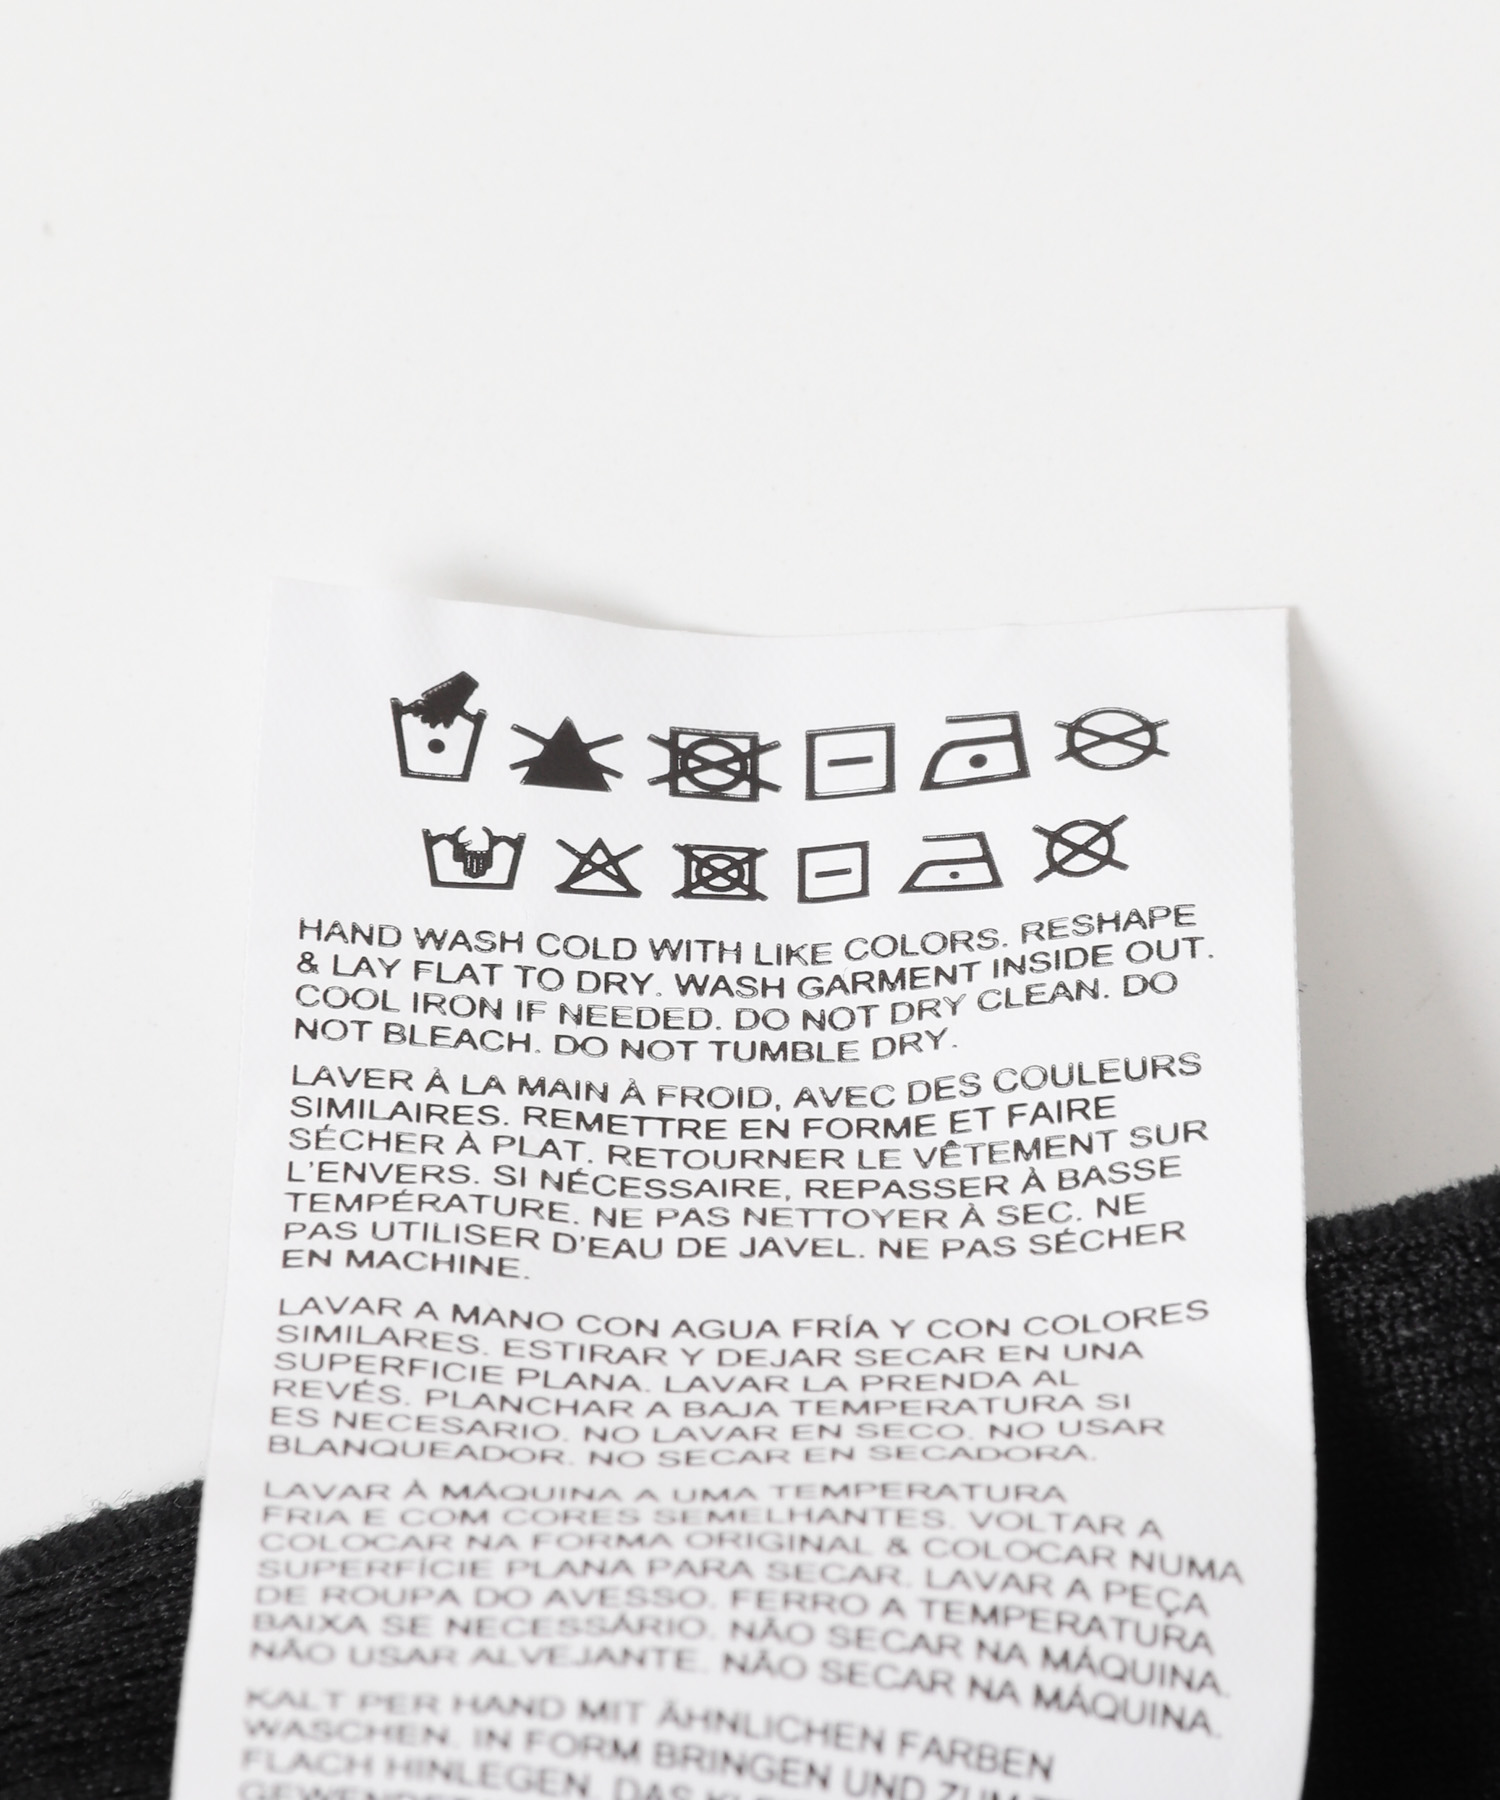 HAND WASH COLD WITH LIKE COLORS. RESHAPE
& LAY FLAT TO DRY. WASH GARMENT INSIDE OUT.
COOL IRON IF NEEDED. DO NOT DRY CLEAN. DO
NOT BLEACH. DO NOT TUMBLE DRY.
LAVER À LA MAIN À FROID, AVEC DES COULEURS
SIMILAIRES. REMETTRE EN FORME ET FAIRE
SÉCHER À PLAT. RETOURNER LE VÊTEMENT SUR
L'ENVERS. SI NÉCESSAIRE, REPASSER À BASSE
TEMPÉRATURE. NE PAS NETTOYER À SEC. NE
PAS UTILISER D'EAU DE JAVEL. NE PAS SÉCHER
EN MACHINE.
LAVAR A MANO CON AGUA FRÍA Y CON COLORES
SIMILARES. ESTIRAR Y DEJAR SECAR EN UNA
SUPERFICIE PLANA. LAVAR LA PRENDA AL
REVÉS. PLANCHAR A BAJA TEMPERATURA SI
ES NECESARIO. NO LAVAR EN SECO. NO USAR
BLANQUEADOR. NO SECAR EN SECADORA.
LAVAR À MÁQUINA A UMA TEMPERATURA
FRIA E COM CORES SEMELHANTES. VOLTAR A
COLOCAR NA FORMA ORIGINAL & COLOCAR NUMA
SUPERFÍCIE PLANA PARA SECAR. LAVAR A PEÇA
DE ROUPA DO AVESSO. FERRO A TEMPERATURA
BAIXA SE NECESSÁRIO. NÃO SECAR NA MÁQUINA.
NÃO USAR ALVEJANTE. NÃO SECAR NA MÁQUINA.
KALT PER HAND MIT ÄHNLICHEN FARBEN
WASCHEN. IN FORM BRINGEN UND ZUM
FLACH HINLEGEN. DAS